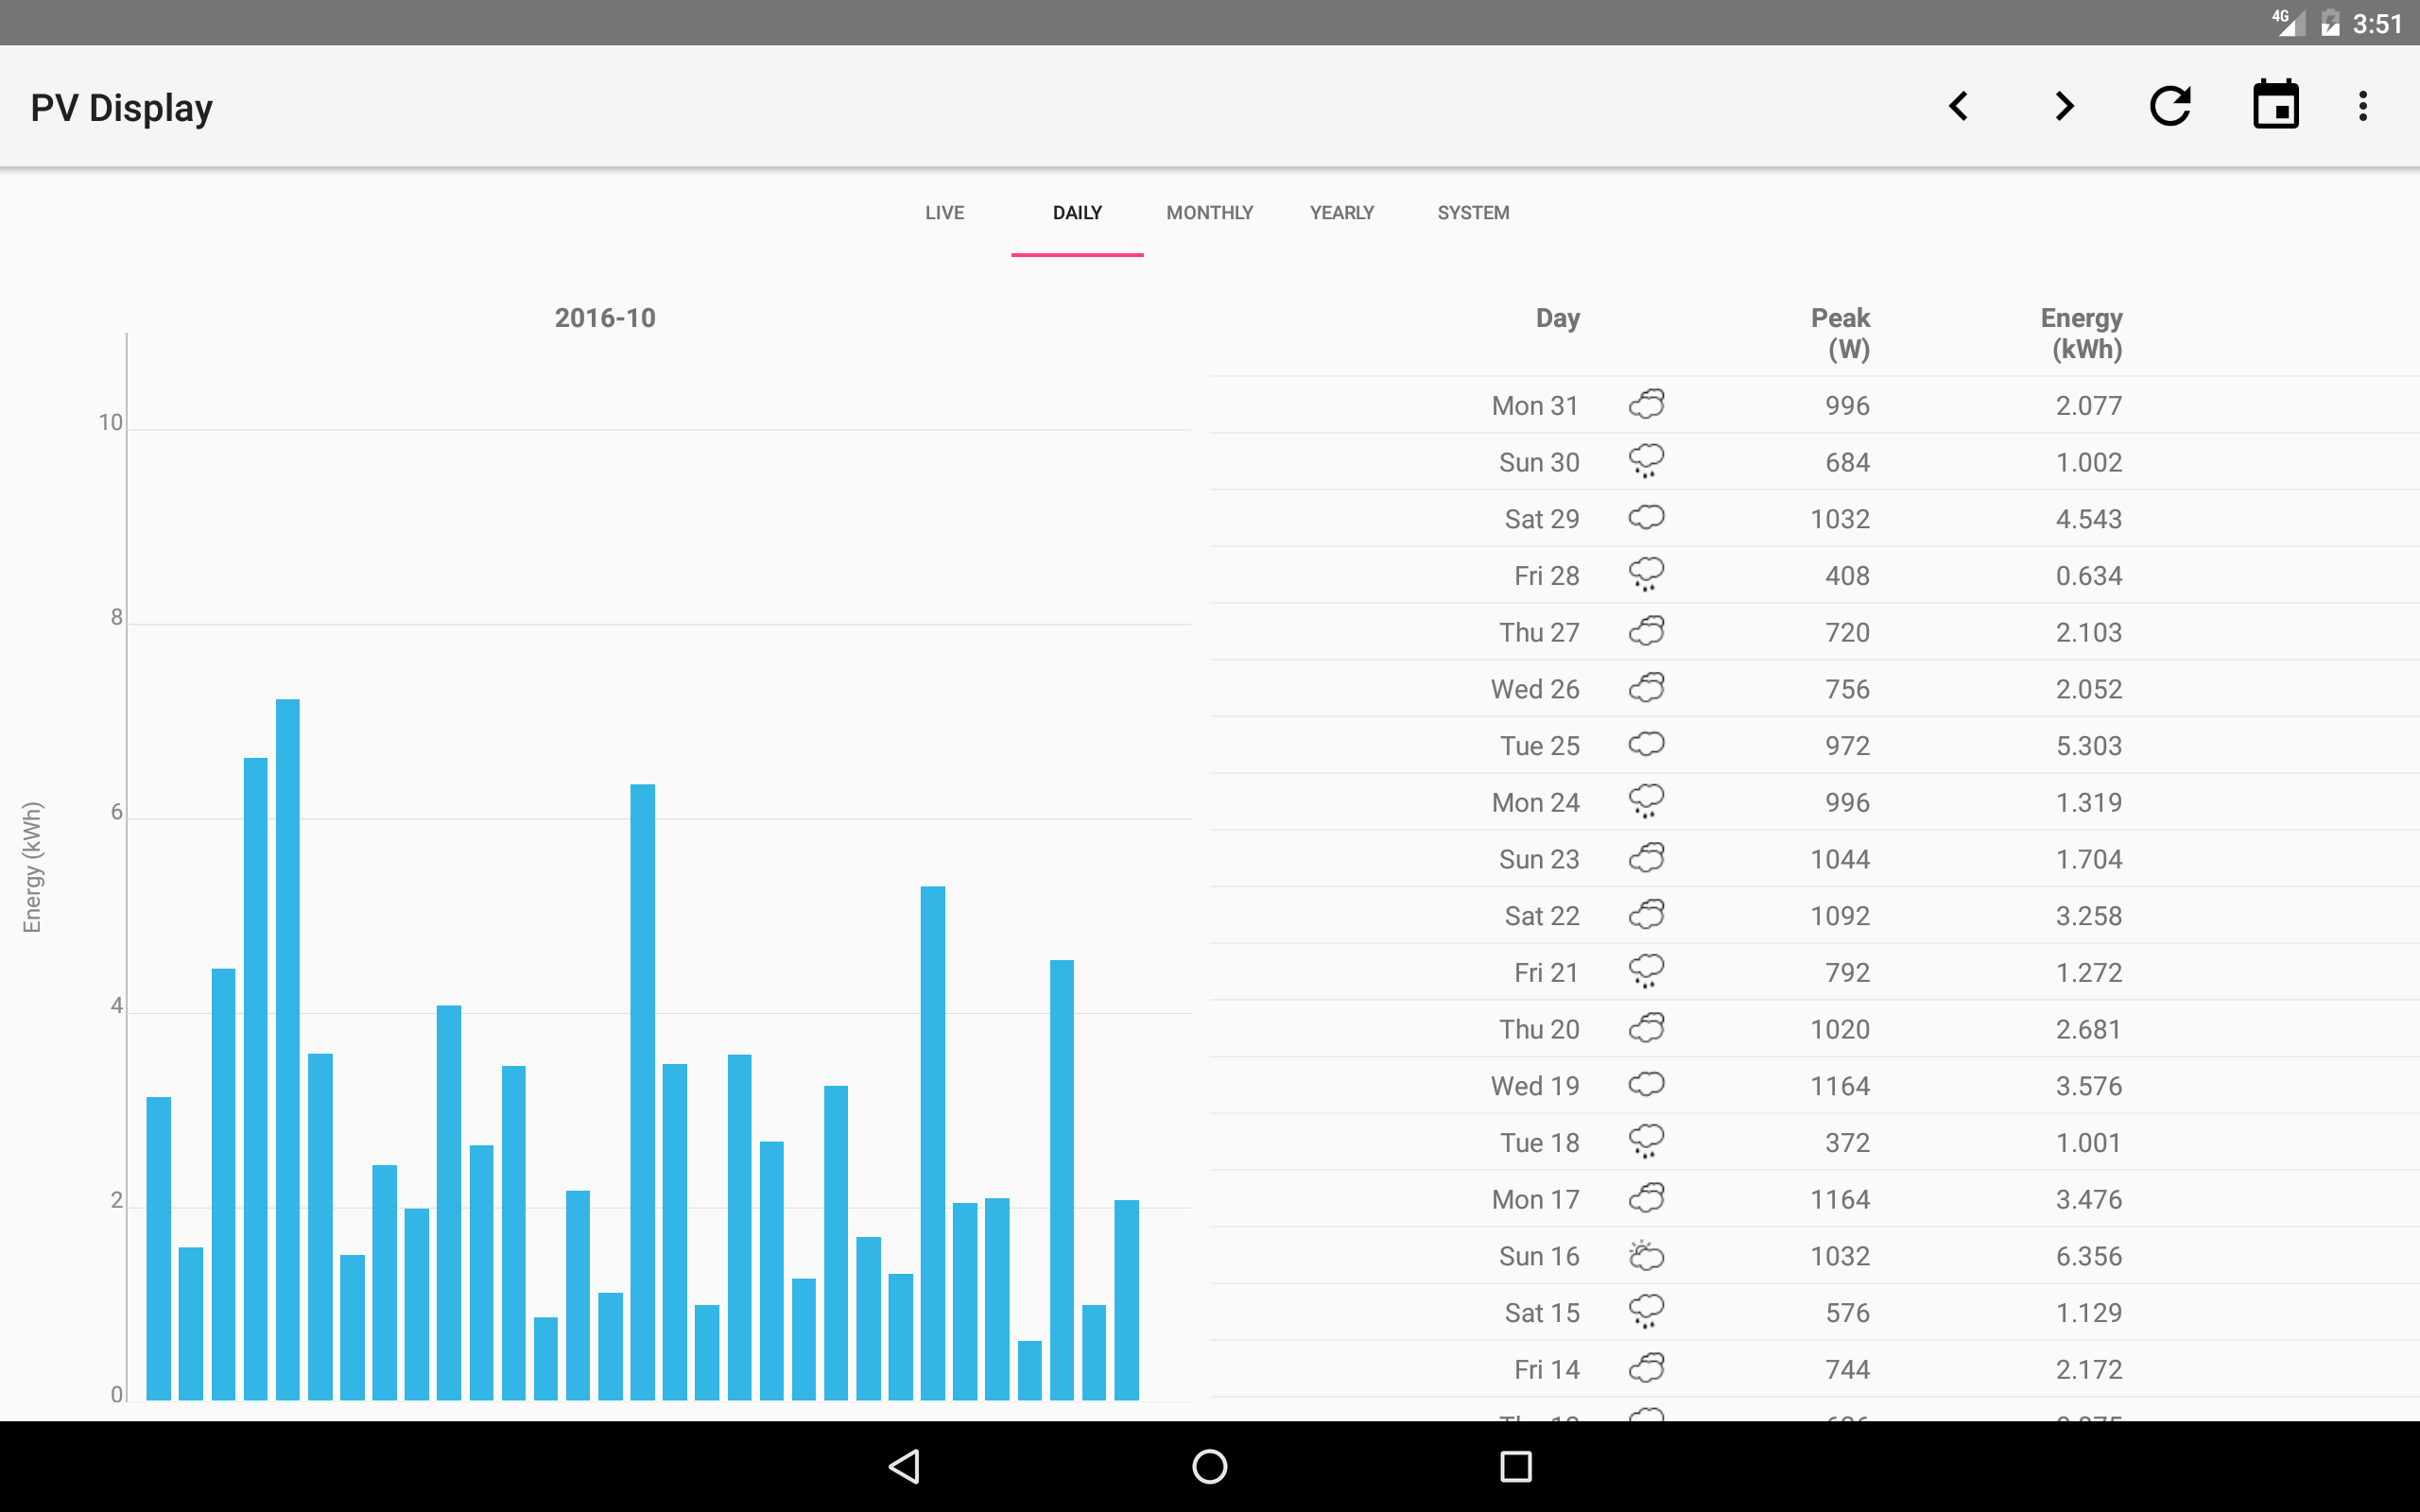 4G 3:51
PV Display
LIVE DAILY MONTHLY YEARLY SYSTEM
2016-10
10
8
6
4
2
0
Energy (kWh)
Day Peak (W) Energy (kWh)
Mon 31 996 2.077
Sun 30 684 1.002
Sat 29 1032 4.543
Fri 28 408 0.634
Thu 27 720 2.103
Wed 26 756 2.052
Tue 25 972 5.303
Mon 24 996 1.319
Sun 23 1044 1.704
Sat 22 1092 3.258
Fri 21 792 1.272
Thu 20 1020 2.681
Wed 19 1164 3.576
Tue 18 372 1.001
Mon 17 1164 3.476
Sun 16 1032 6.356
Sat 15 576 1.129
Fri 14 744 2.172